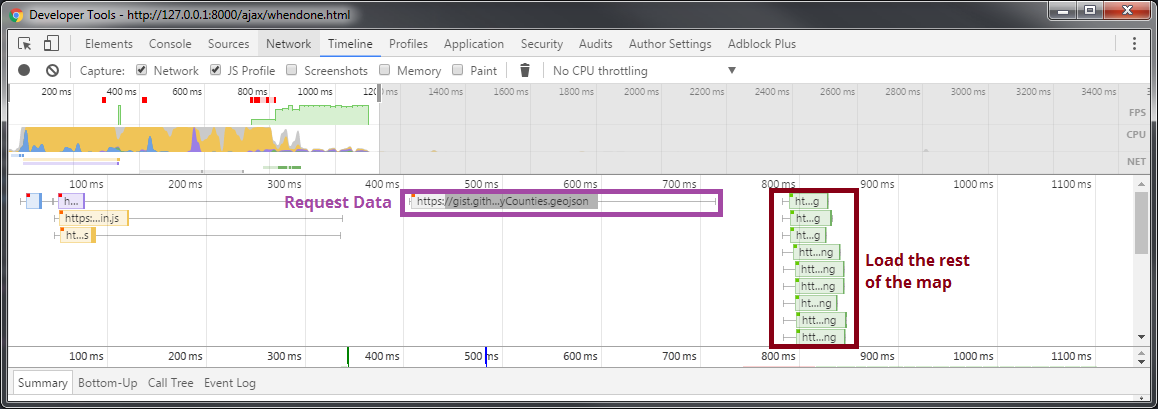 Developer Tools - http://127.0.0.1:8000/ajax/whendone.html
Elements Console Sources Network Timeline Profiles Application Security Audits Author Settings Adblock Plus
Capture: Network JS Profile Screenshots Memory Paint No CPU throttling
200 ms 400 ms 600 ms 800 ms 1000 ms 120 1400 ms 1600 ms 1800 ms 2000 ms 2200 ms 2400 ms 2600 ms 2800 ms 3000 ms 3200 ms 3400 ms
FPS
CPU
NET
100 ms 200 ms 300 ms 400 ms 500 ms 600 ms 700 ms 800 ms 900 ms 1000 ms 1100 ms
h... Request Data https://gist.gith...yCounties.geojson ht...g
https:...in.js ht...g
ht...s ht...g
htt...ng
Load the rest
htt...ng
of the map
htt...ng
ht...ng
htt...ng
htt...ng
100 ms 200 ms 300 ms 400 ms 500 ms 600 ms 700 ms 800 ms 900 ms 1000 ms 1100 ms
Summary Bottom-Up Call Tree Event Log